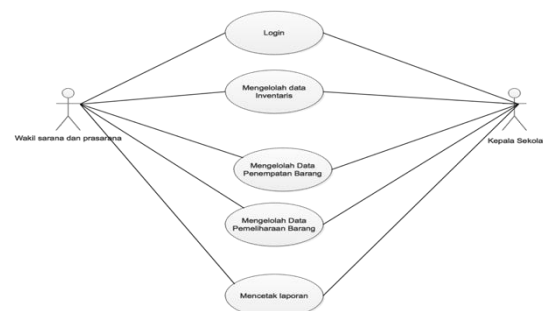 Login
Mengelolah data
Inventaris
Wakil sarana dan prasarana
Kepala Sekola
Mengelolah Data
Penempatan Barang
Mengelolah Data
Pemeliharaan Barang
Mencetak laporan